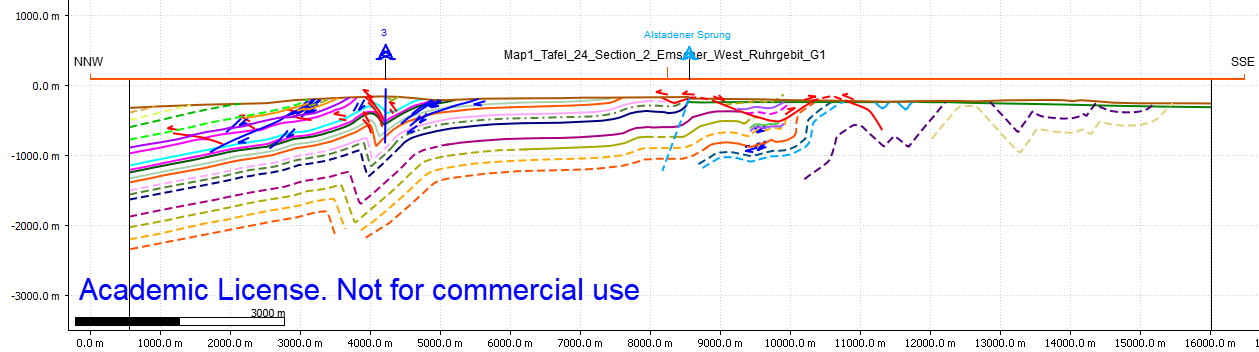 1000.0 m
3
Alstadener Sprung
Map1_Tafel_24_Section_2_Emscher_West_Ruhrgebit_G1
NNW
SSE
0.0 m
-1000.0 m
-2000.0 m
-3000.0 m
Academic License. Not for commercial use
3000 m
0.0 m
1000.0 m
2000.0 m
3000.0 m
4000.0 m
5000.0 m
6000.0 m
7000.0 m
8000.0 m
9000.0 m
10000.0 m
11000.0 m
12000.0 m
13000.0 m
14000.0 m
15000.0 m
16000.0 m